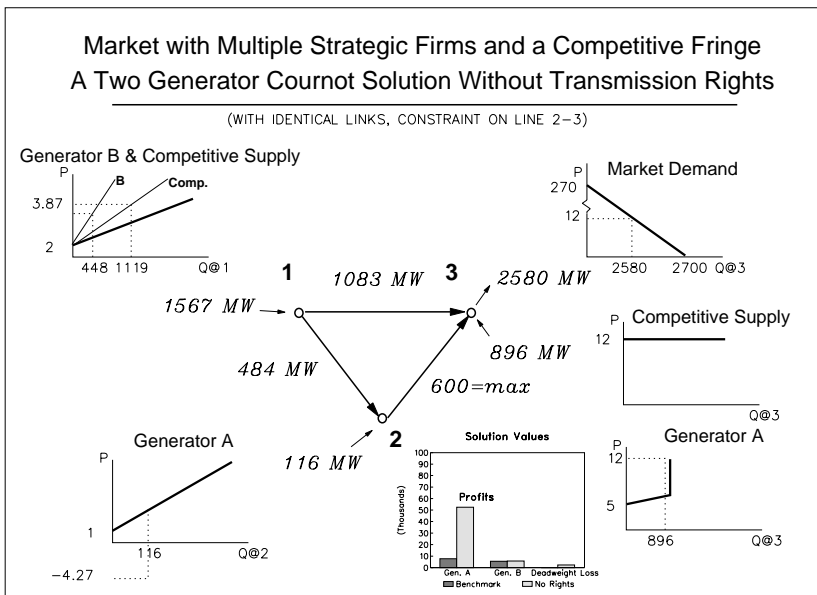 Market with Multiple Strategic Firms and a Competitive Fringe
A Two Generator Cournot Solution Without Transmission Rights
(WITH IDENTICAL LINKS, CONSTRAINT ON LINE 2-3)
Generator B & Competitive Supply
P
B
Comp.
3.87
2
448 1119 Q@1
Market Demand
P
270
12
2580 2700 Q@3
1
1083 MW
3
2580 MW
1567 MW
896 MW
484 MW
600=max
2
116 MW
Competitive Supply
P
12
Q@3
Generator A
P
1
116 Q@2
-4.27
Solution Values
100
90
80
70
60
50
40
30
20
10
0
(Thousands)
Profits
Gen. A Gen. B Deadweight Loss
Benchmark No Rights
Generator A
P
12
5
896 Q@3